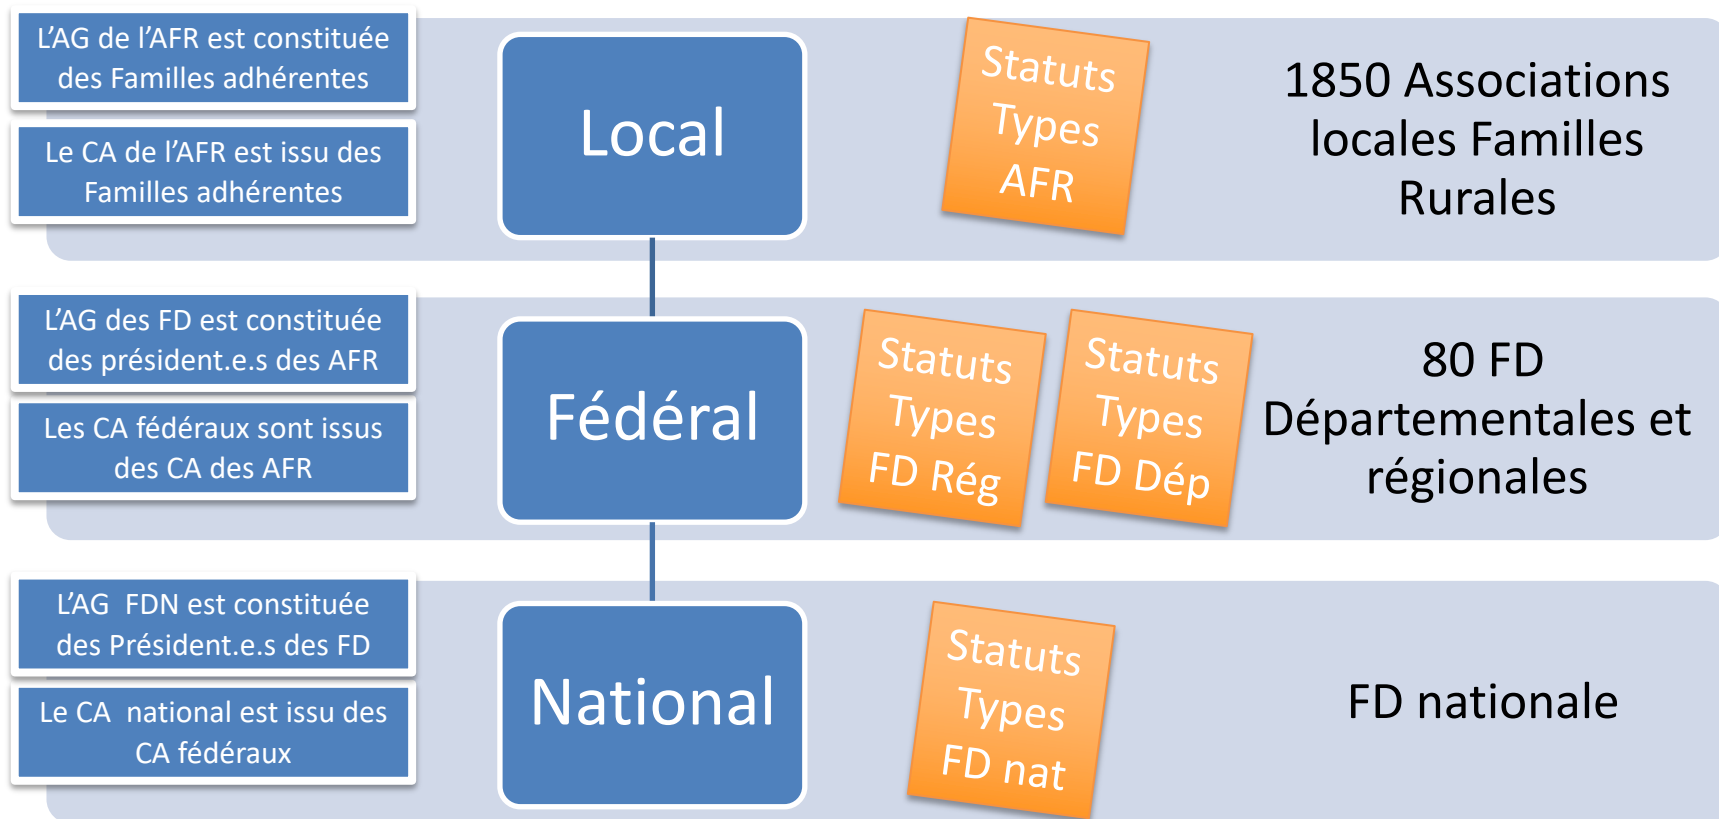 L'AG de l'AFR est constituée
des Familles adhérentes
Le CA de l'AFR est issu des
Familles adhérentes
Local
Statuts
Types
AFR
1850 Associations
locales Familles
Rurales
L'AG des FD est constituée
des président.e.s des AFR
Les CA fédéraux sont issus
des CA des AFR
Fédéral
Statuts
Types
FD Rég
Statuts
Types
FD Dép
80 FD
Départementales et
régionales
L'AG  FDN est constituée
des Président.e.s des FD
Le CA  national est issu des
CA fédéraux
National
Statuts
Types
FD nat
FD nationale